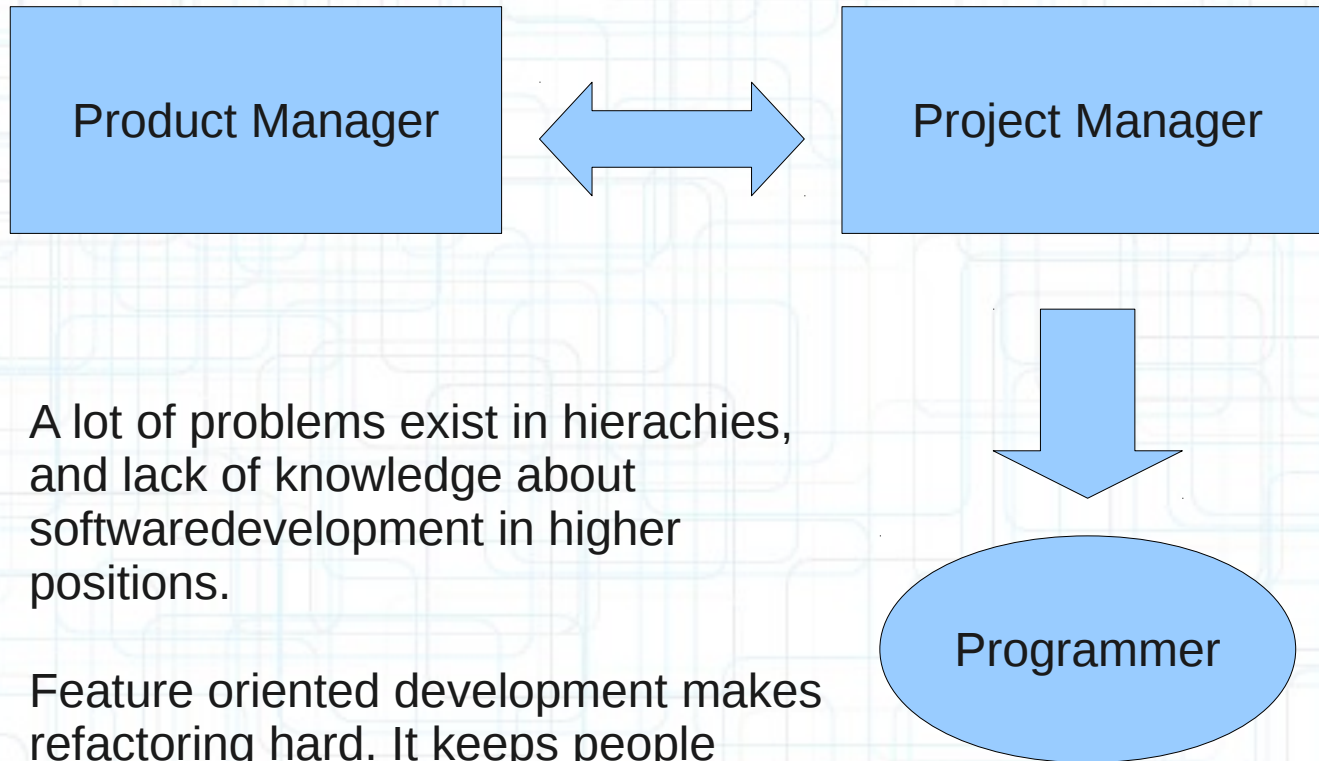 Product Manager
Project Manager
A lot of problems exist in hierachies,
and lack of knowledge about
softwaredevelopment in higher
positions.
Programmer
Feature oriented development makes
refactoring hard. It keeps people